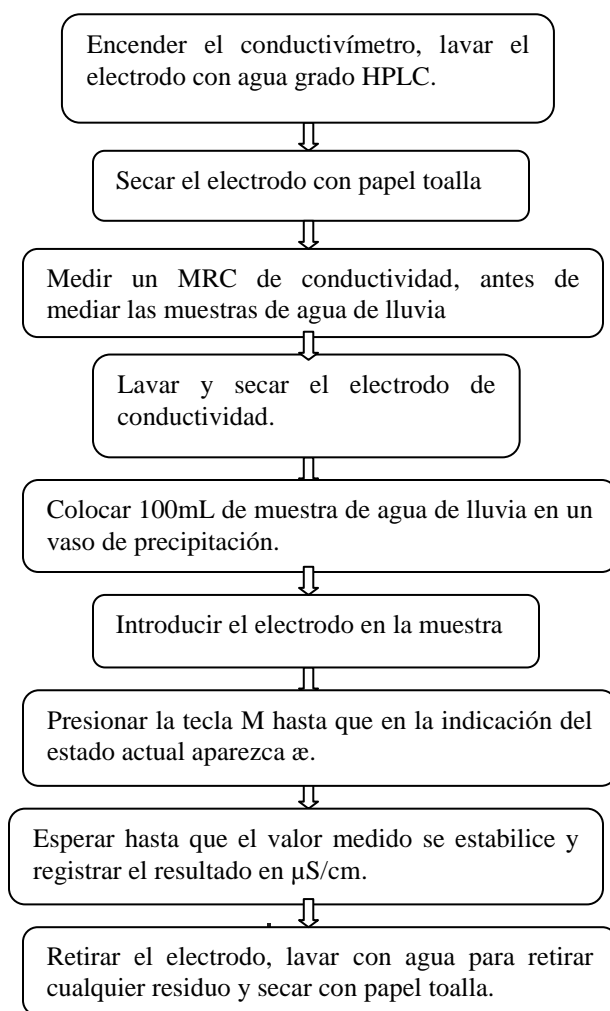 Encender el conductivímetro, lavar el
electrodo con agua grado HPLC.
Secar el electrodo con papel toalla
Medir un MRC de conductividad, antes de
mediar las muestras de agua de lluvia
Lavar y secar el electrodo de
conductividad.
Colocar 100mL de muestra de agua de lluvia en un
vaso de precipitación.
Introducir el electrodo en la muestra
Presionar la tecla M hasta que en la indicación del
estado actual aparezca æ.
Esperar hasta que el valor medido se estabilice y
registrar el resultado en µS/cm.
Retirar el electrodo, lavar con agua para retirar
cualquier residuo y secar con papel toalla.